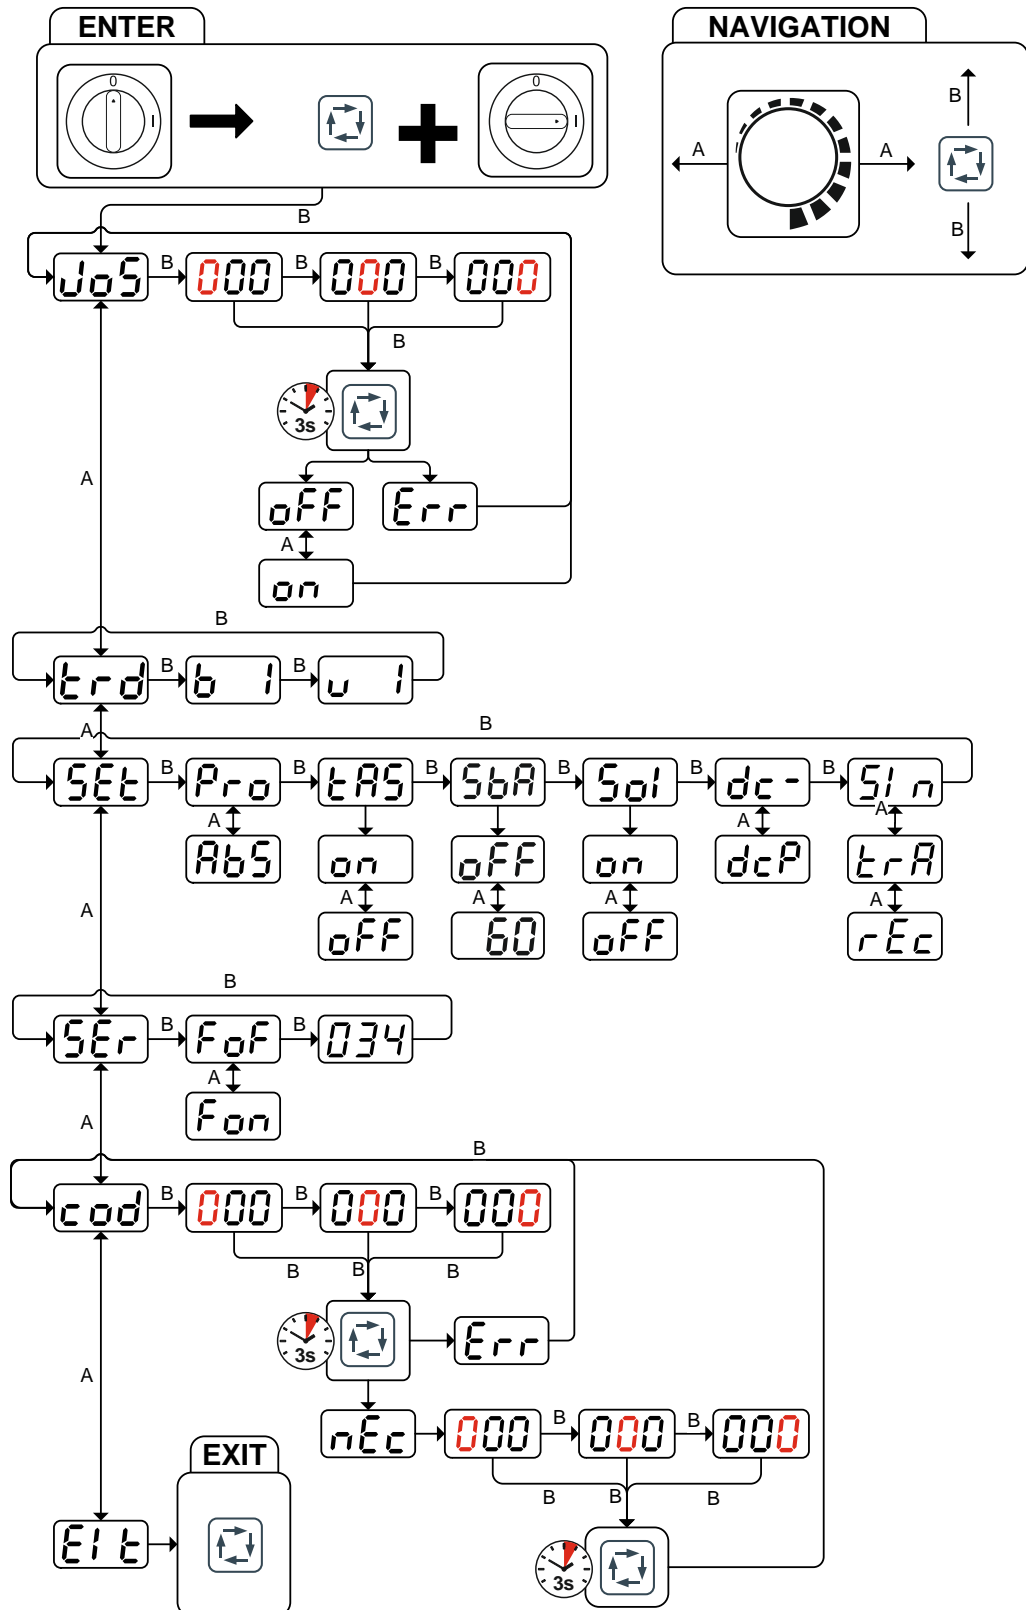 ENTER
NAVIGATION
0
I
0
I
B
A
A
B
B
JoS
B
000
B
000
B
000
B
3s
A
oFF
Err
A
on
B
trd
B
b 1
B
u 1
A
B
SEt
B
Pro
B
tAS
B
SbA
B
Sol
B
dc-
B
SIn
A
A
A
AbS
on
oFF
on
dcP
trA
A
A
A
A
A
oFF
60
oFF
rEc
B
SEr
B
FoF
B
034
A
Fon
A
B
cod
B
000
B
000
B
000
B
B
B
3s
Err
A
nEc
000
B
000
B
000
EXIT
B
B
B
EIt
3s